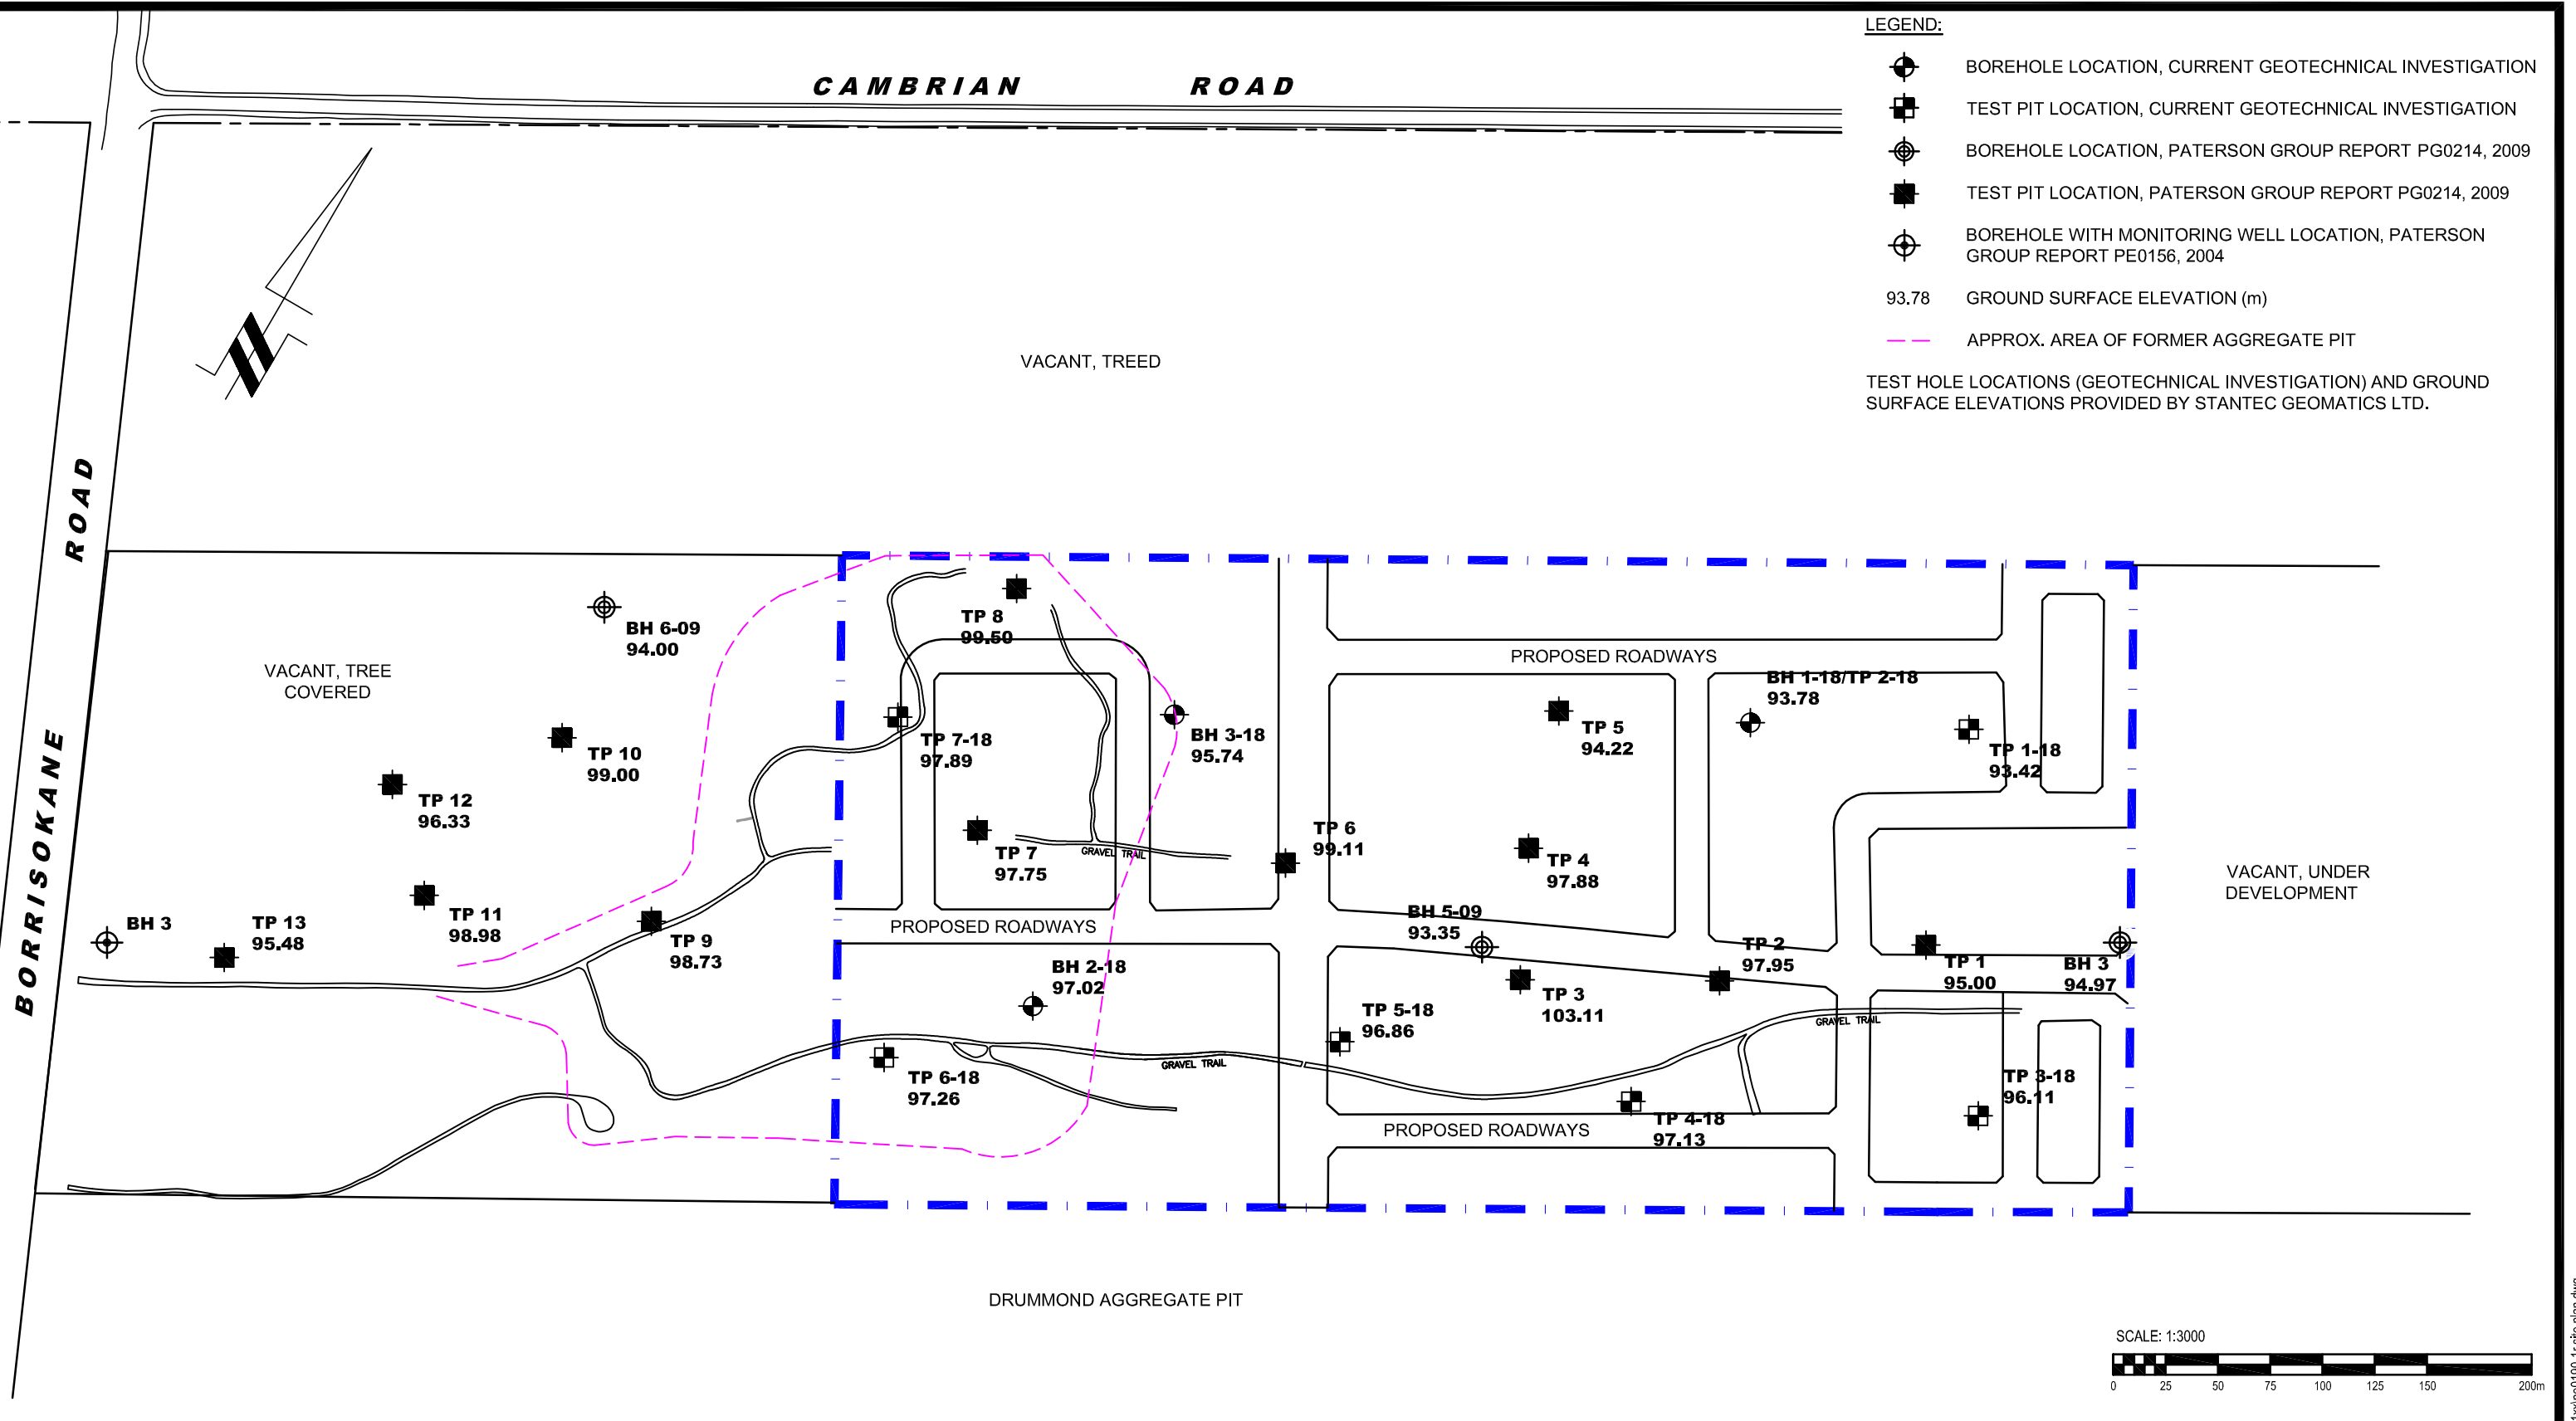 LEGEND:
BOREHOLE LOCATION, CURRENT GEOTECHNICAL INVESTIGATION
TEST PIT LOCATION, CURRENT GEOTECHNICAL INVESTIGATION
BOREHOLE LOCATION, PATERSON GROUP REPORT PG0214, 2009
TEST PIT LOCATION, PATERSON GROUP REPORT PG0214, 2009
BOREHOLE WITH MONITORING WELL LOCATION, PATERSON
GROUP REPORT PE0156, 2004
93.78 GROUND SURFACE ELEVATION (m)
APPROX. AREA OF FORMER AGGREGATE PIT
TEST HOLE LOCATIONS (GEOTECHNICAL INVESTIGATION) AND GROUND
SURFACE ELEVATIONS PROVIDED BY STANTEC GEOMATICS LTD.
CAMBRIAN ROAD
BORRISOKANE ROAD
VACANT, TREED
VACANT, TREE
COVERED
BH 6-09
94.00
TP 8
99.50
PROPOSED ROADWAYS
BH 1-18/TP 2-18
93.78
TP 10
99.00
TP 7-18
97.89
BH 3-18
95.74
TP 5
94.22
TP 1-18
93.42
TP 12
96.33
TP 7
97.75
GRAVEL TRAIL
TP 6
99.11
TP 4
97.88
VACANT, UNDER
DEVELOPMENT
BH 3
TP 13
95.48
TP 11
98.98
TP 9
98.73
PROPOSED ROADWAYS
BH 5-09
93.35
TP 2
97.95
TP 1
95.00
BH 3
94.97
BH 2-18
97.02
TP 3
103.11
TP 5-18
96.86
GRAVEL TRAIL
GRAVEL TRAIL
TP 6-18
97.26
TP 3-18
96.11
TP 4-18
97.13
PROPOSED ROADWAYS
DRUMMOND AGGREGATE PIT
SCALE: 1:3000
0 25 50 75 100 125 150 200m